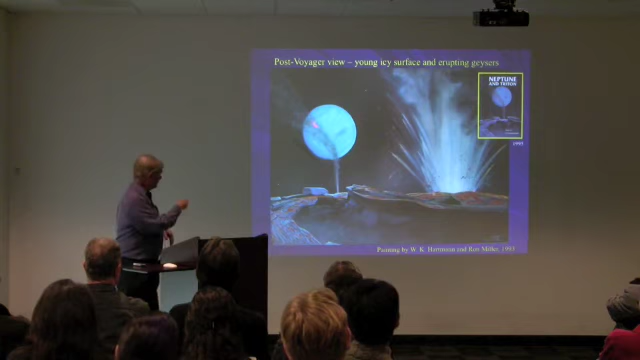 Post-Voyager view – young icy surface and erupting geysers
NEPTUNE
AND TRITON
1995
Painting by W. K. Hartmann and Ron Miller, 1993